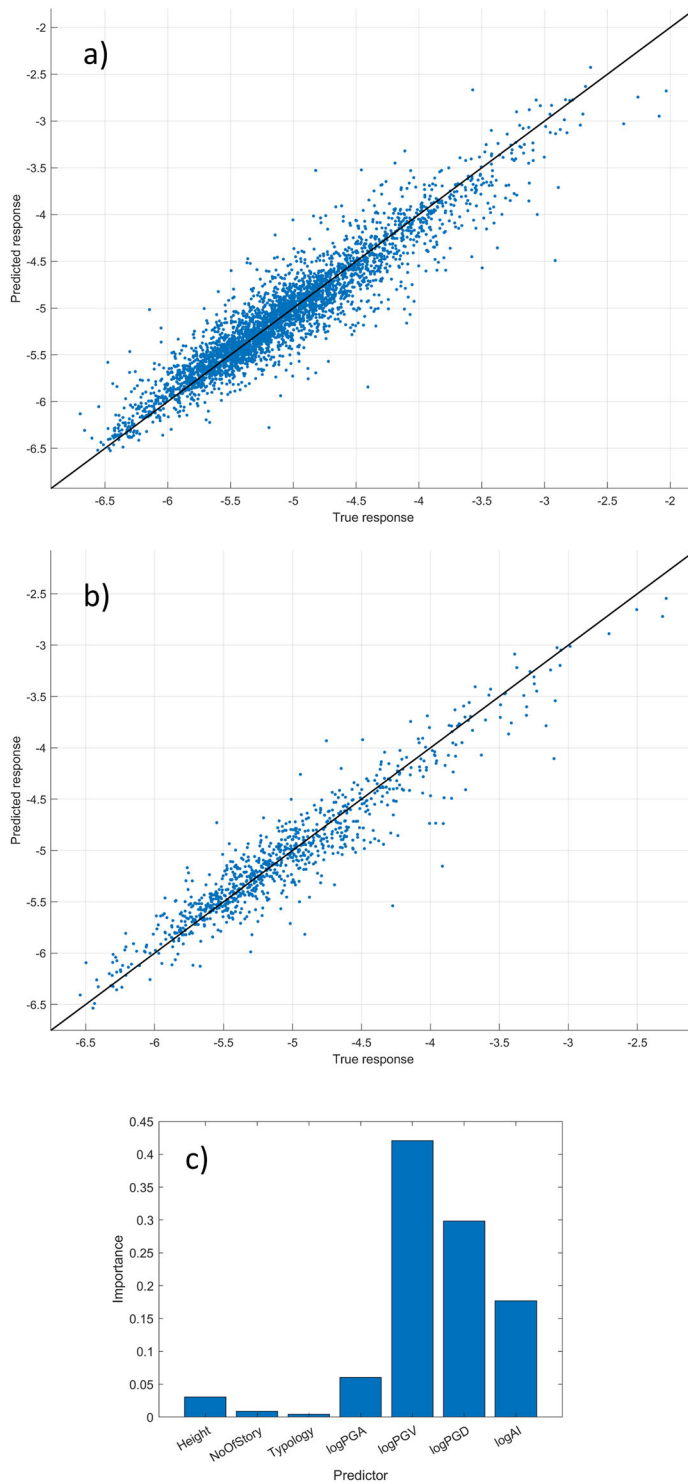 a)
-2
-2.5
-3
-3.5
-4
-4.5
-5
-5.5
-6
-6.5
Predicted response
-6.5 -6 -5.5 -5 -4.5 -4 -3.5 -3 -2.5 -2
True response
b)
-2.5
-3
-3.5
-4
-4.5
-5
-5.5
-6
-6.5
Predicted response
-6.5 -6 -5.5 -5 -4.5 -4 -3.5 -3 -2.5
True response
c)
0.45
0.4
0.35
0.3
0.25
0.2
0.15
0.1
0.05
0
Importance
Height NoOfStory Typology logPGA logPGV logPGD logAI
Predictor